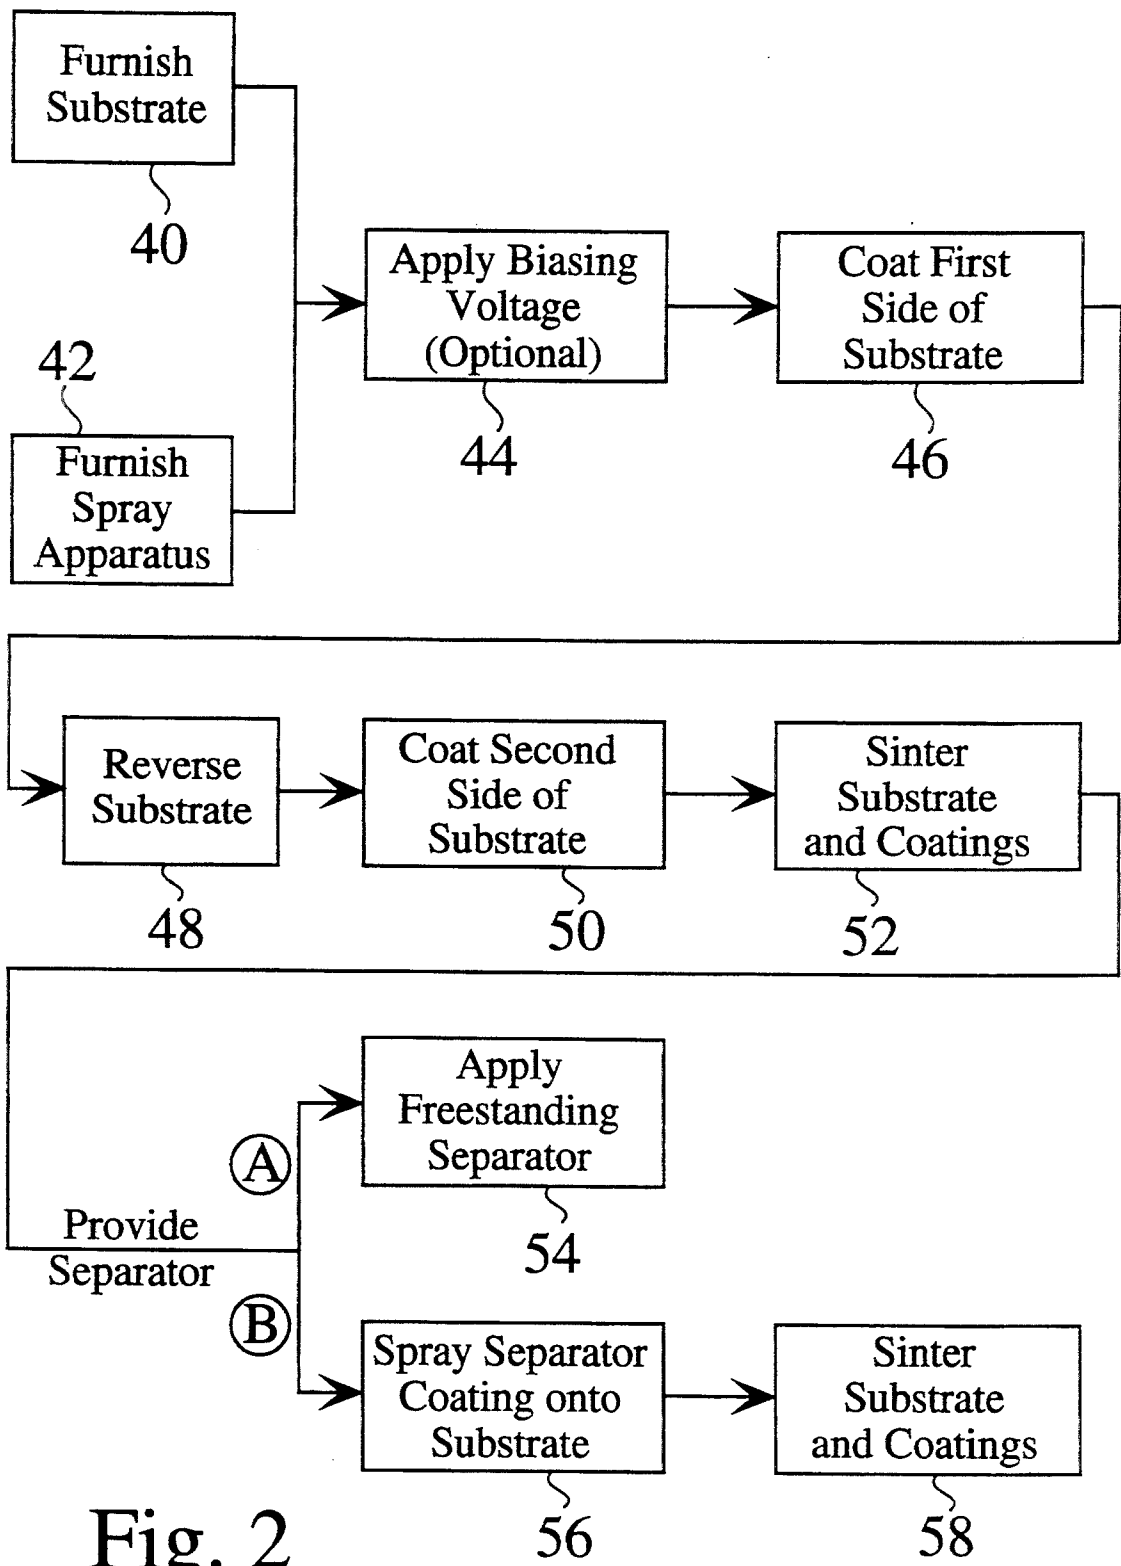 Furnish
Substrate
40
42
Furnish
Spray
Apparatus
Apply Biasing
Voltage
(Optional)
44
Coat First
Side of
Substrate
46
Reverse
Substrate
48
Coat Second
Side of
Substrate
50
Sinter
Substrate
and Coatings
52
Provide
Separator
A
Apply
Freestanding
Separator
54
B
Spray Separator
Coating onto
Substrate
56
Sinter
Substrate
and Coatings
58
Fig. 2